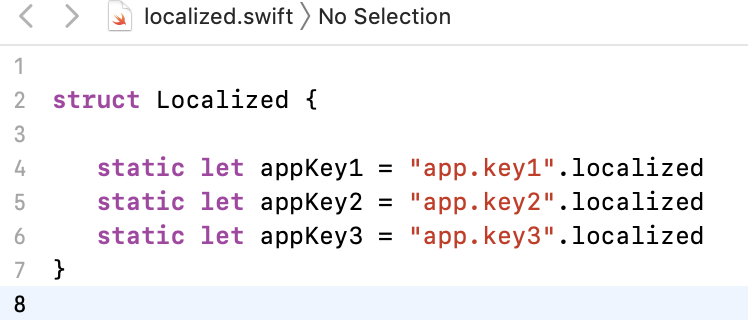 localized.swift 〉 No Selection
1
2 struct Localized {
3
4 static let appKey1 = "app.key1".localized
5 static let appKey2 = "app.key2".localized
6 static let appKey3 = "app.key3".localized
7 }
8